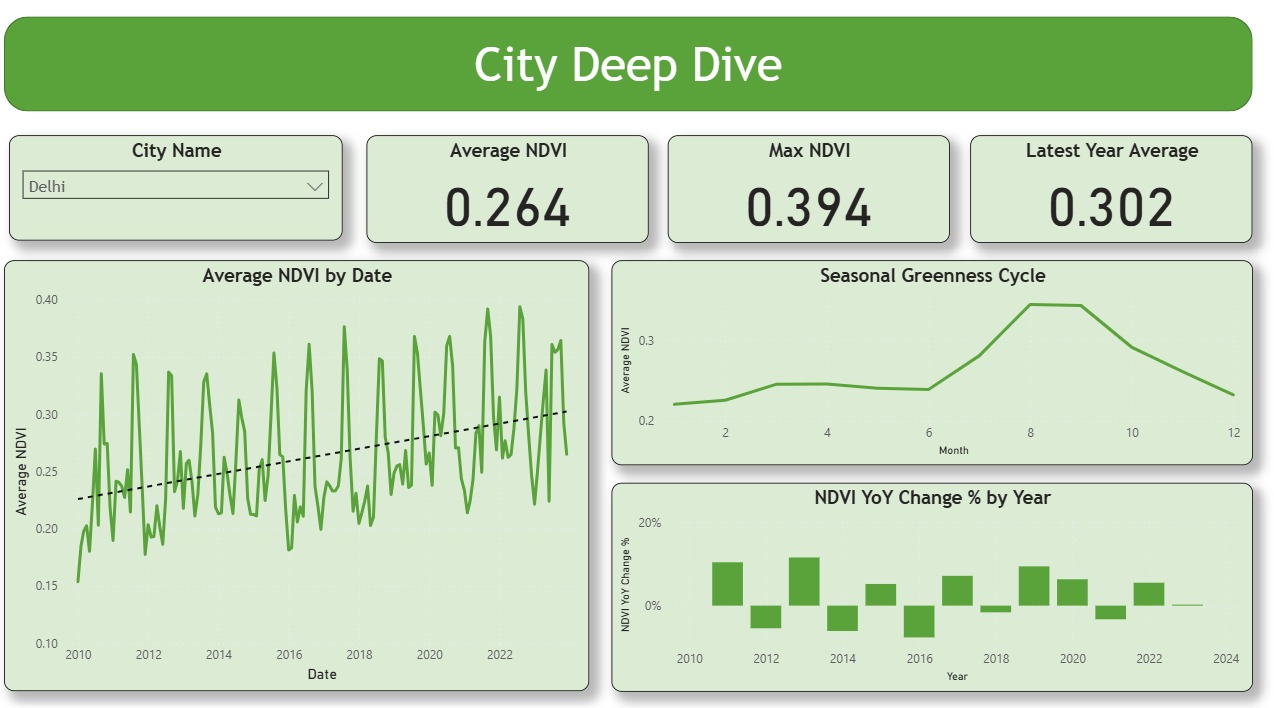 City Deep Dive
City Name
Delhi
Average NDVI
0.264
Max NDVI
0.394
Latest Year Average
0.302
Average NDVI by Date
Average NDVI
0.40
0.35
0.30
0.25
0.20
0.15
0.10
2010 2012 2014 2016 2018 2020 2022
Date
Seasonal Greenness Cycle
Average NDVI
0.3
0.2
2 4 6 8 10 12
Month
NDVI YoY Change % by Year
NDVI YoY Change %
20%
0%
2010 2012 2014 2016 2018 2020 2022 2024
Year